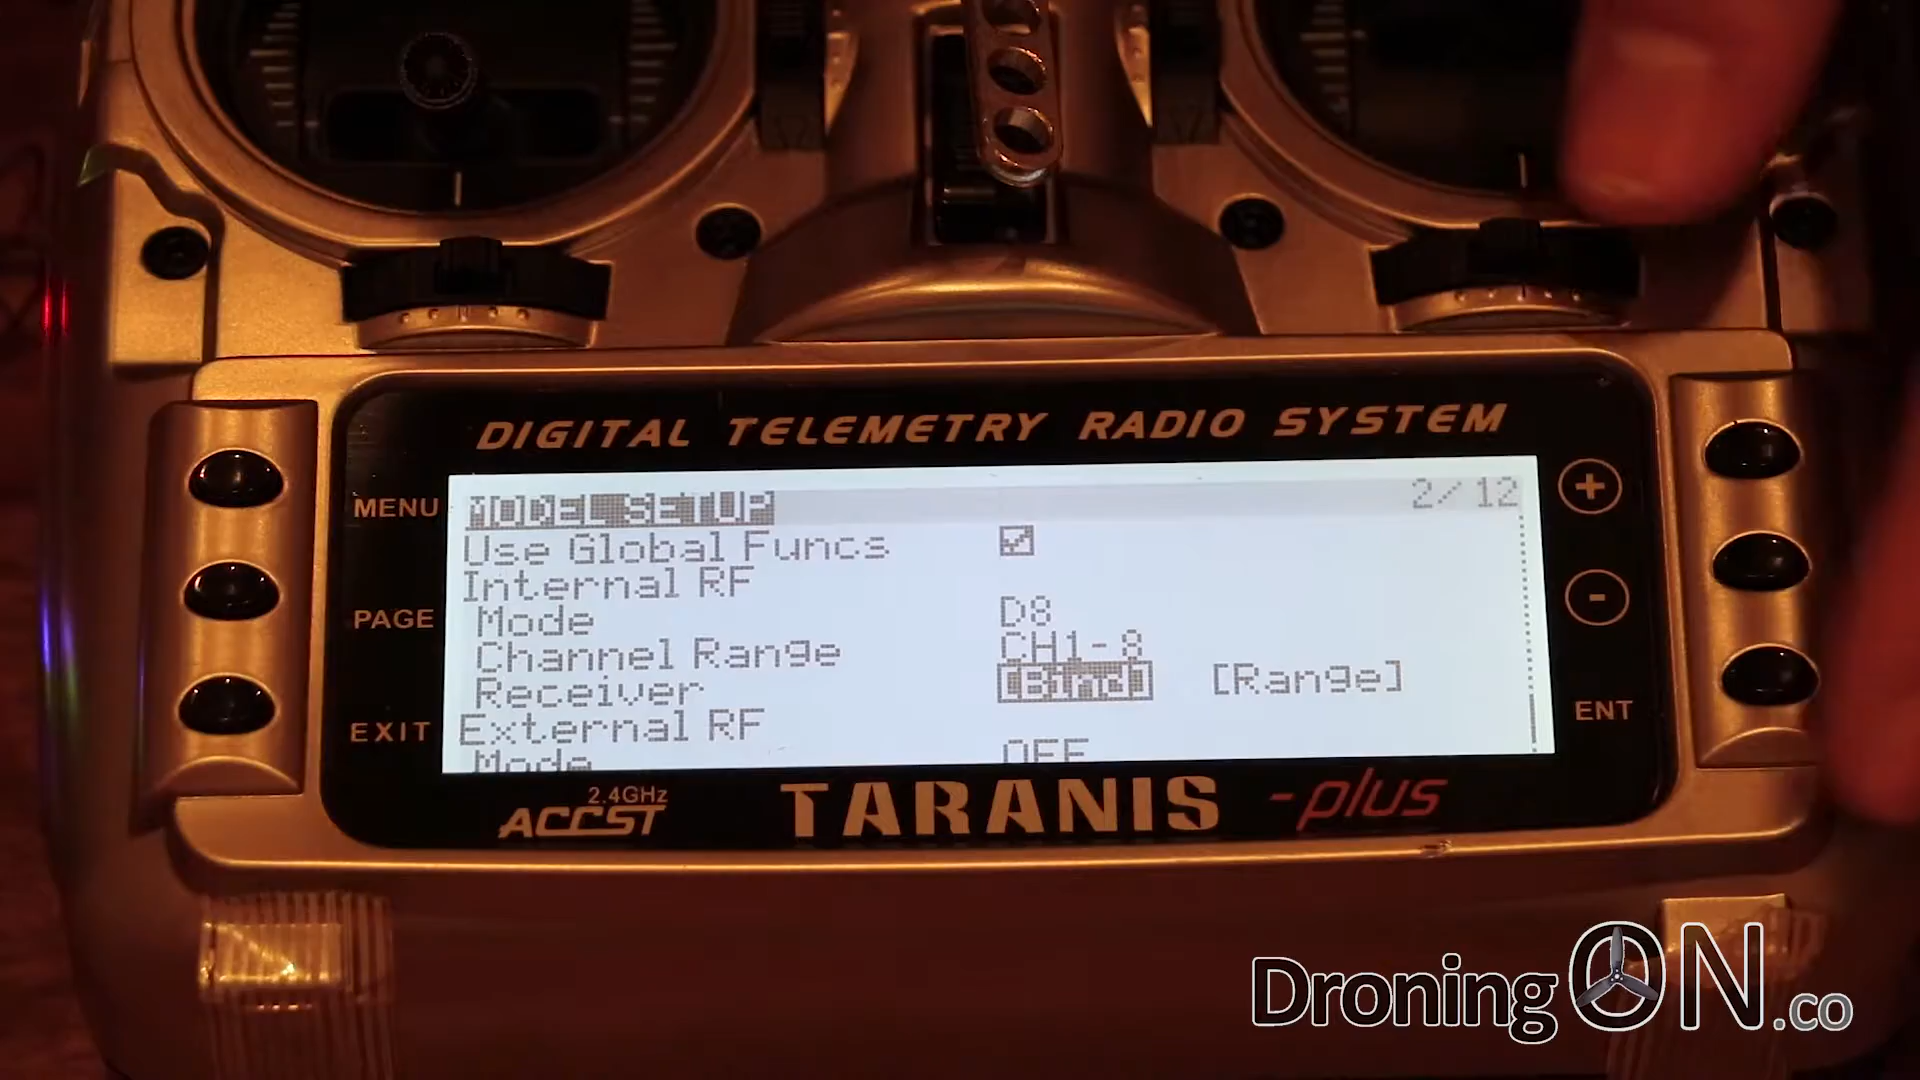 DIGITAL TELEMETRY RADIO SYSTEM
MENU
PAGE
EXIT
MODEL SETUP 2/12
Use Global Funcs
Internal RF
Mode D8
Channel Range CH1-8
Receiver [Bind] [Range]
External RF
Mode OFF
+
-
ENT
2.4GHz
ACCST
TARANIS -plus
DroningON.co